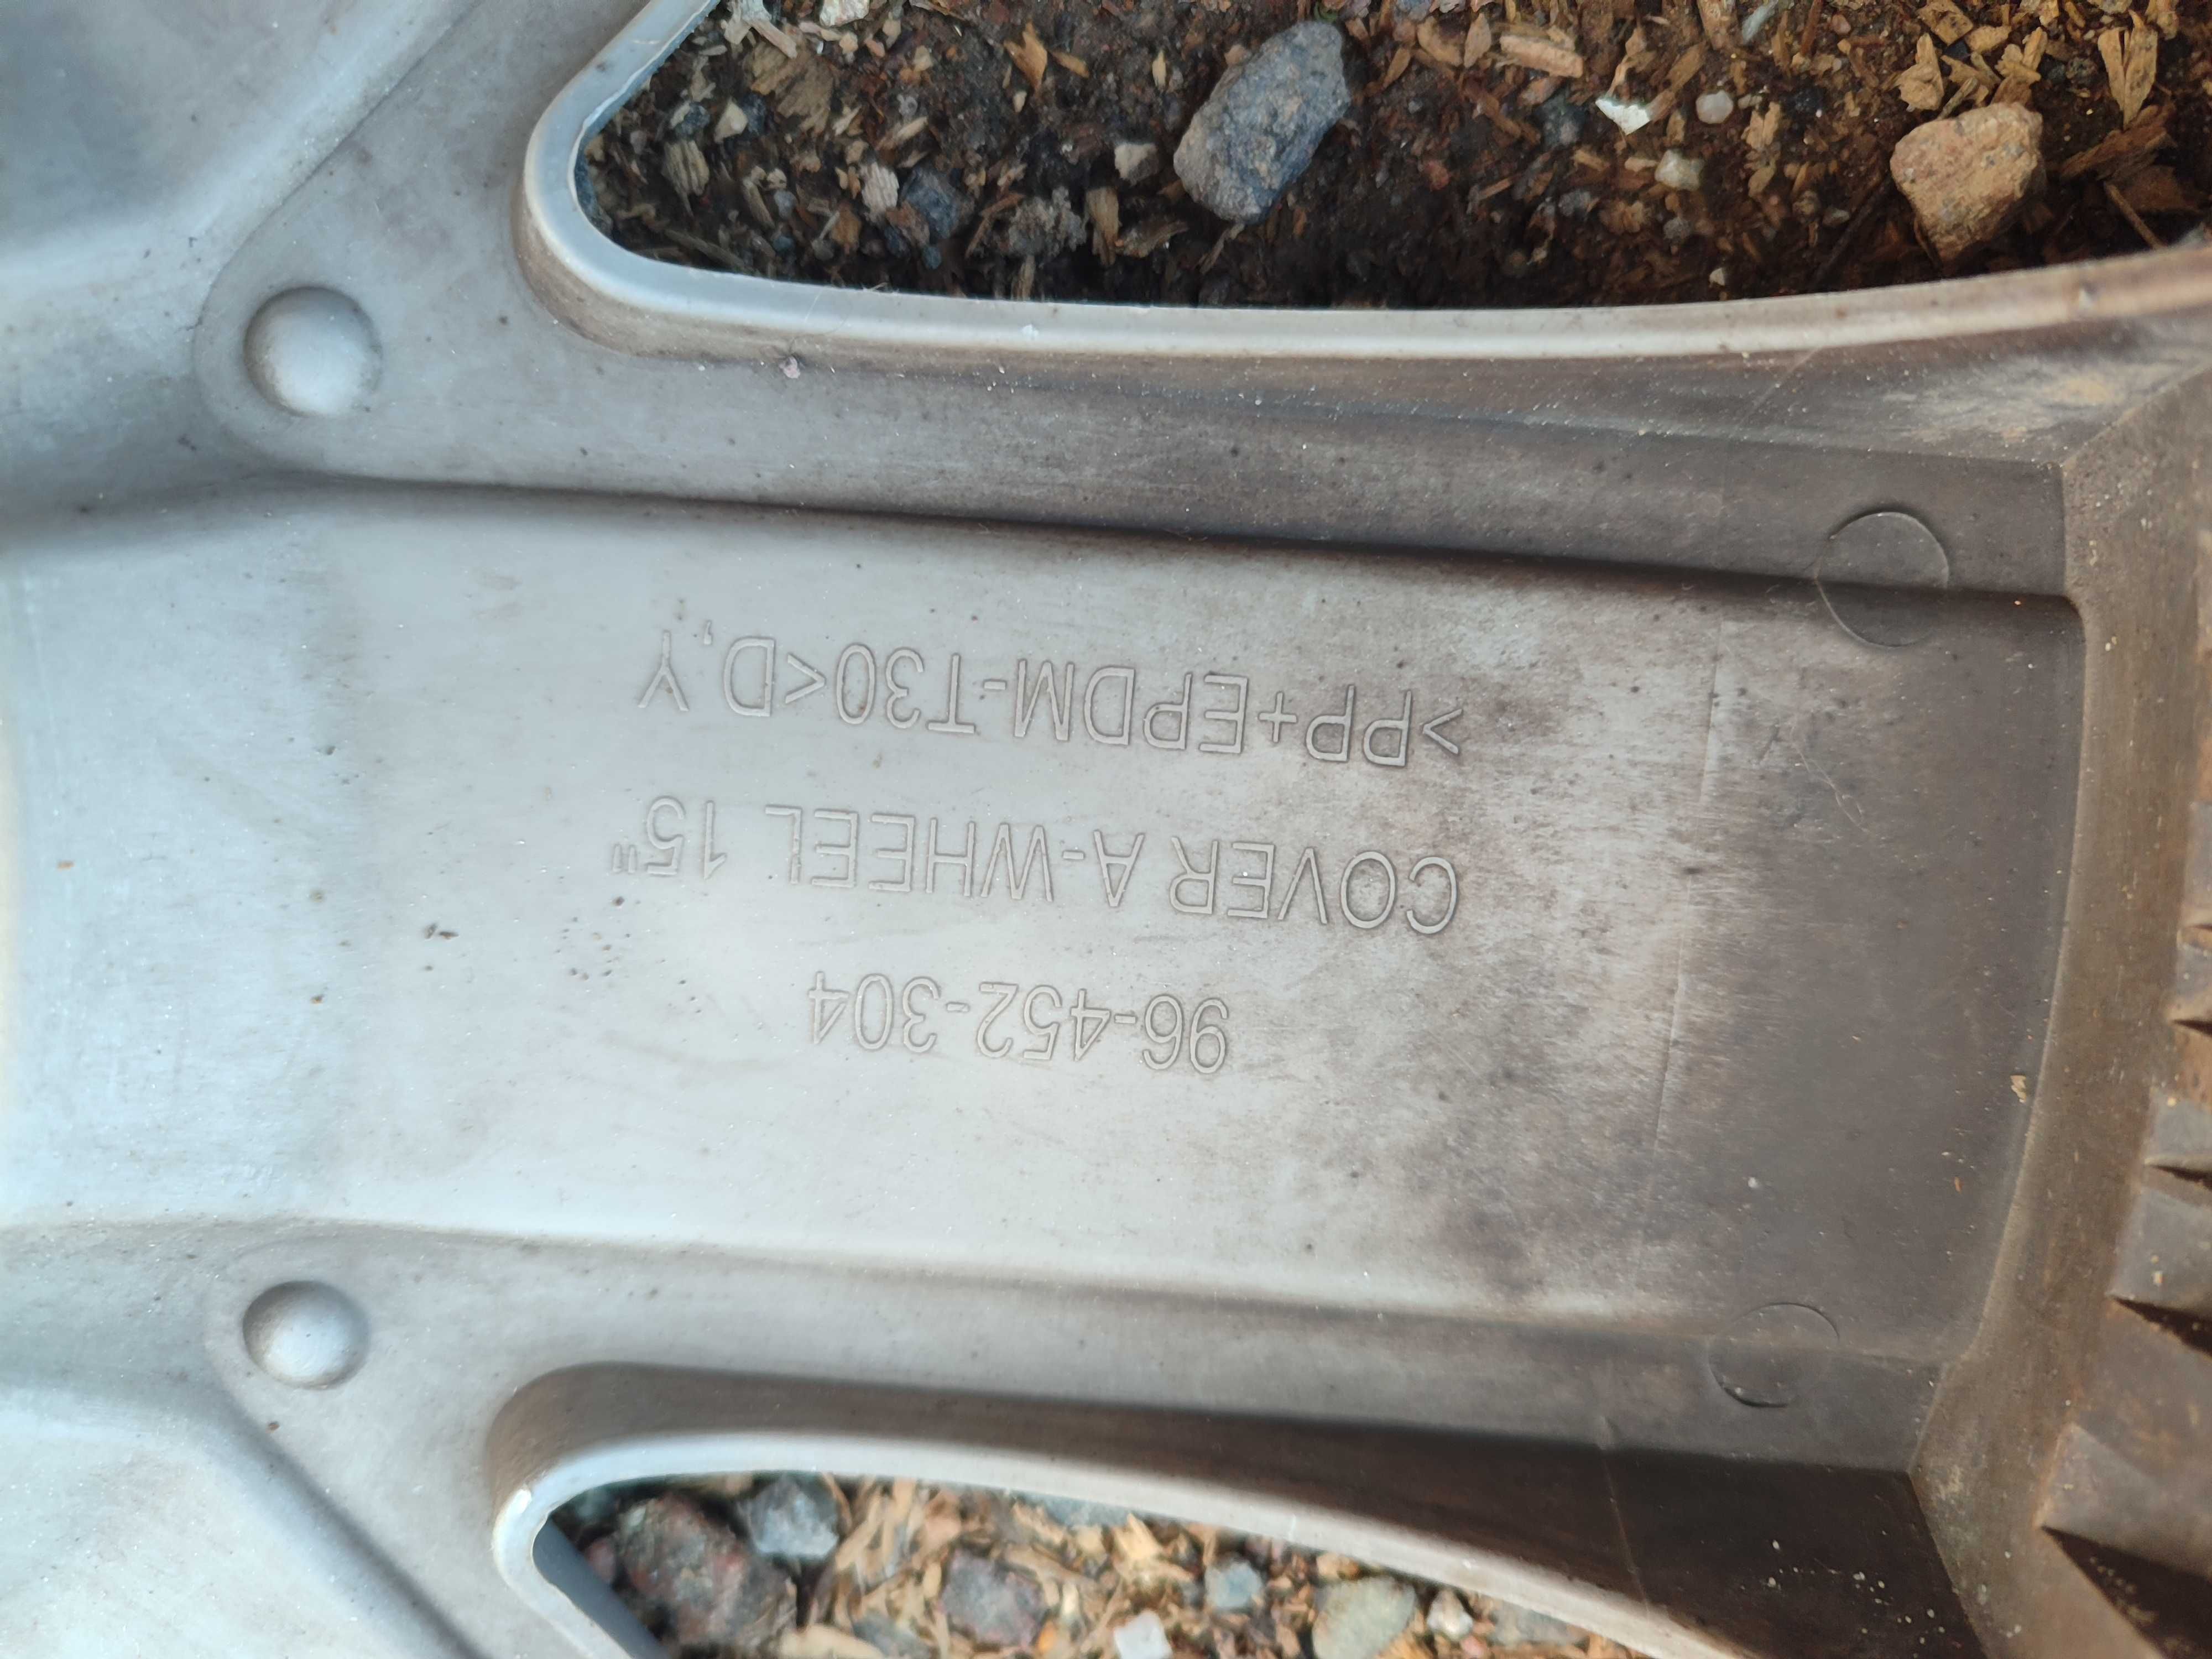 96-452-304
COVER A-WHEEL 15"
>PP+EPDM-T30<D,Y